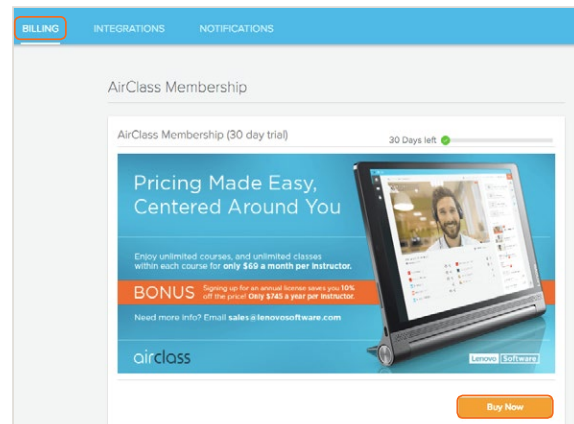 BILLING INTEGRATIONS NOTIFICATIONS
AirClass Membership
AirClass Membership (30 day trial)
30 Days left
Pricing Made Easy,
Centered Around You
Enjoy unlimited courses, and unlimited classes
within each course for only $69 a month per instructor.
BONUS Signing up for an annual license saves you 10%
off the price! Only $745 a year per instructor.
Need more info? Email sales@lenovosoftware.com
airclass
Lenovo Software
Buy Now